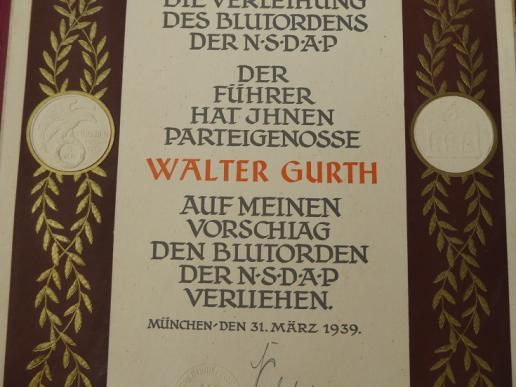 DIE VERLEIHUNG
DES BLUTORDENS
DER N·S·D·A·P
DER
FÜHRER
HAT JHNEN
PARTEIGENOSSE
WALTER GURTH
AUF MEINEN
VORSCHLAG
DEN BLUTORDEN
DER N·S·D·A·P
VERLIEHEN.
MÜNCHEN·DEN 31. MÄRZ 1939.